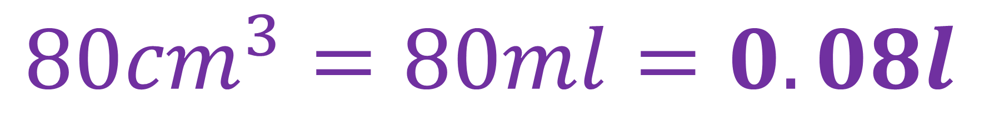 80cm³ = 80ml = 0.08l